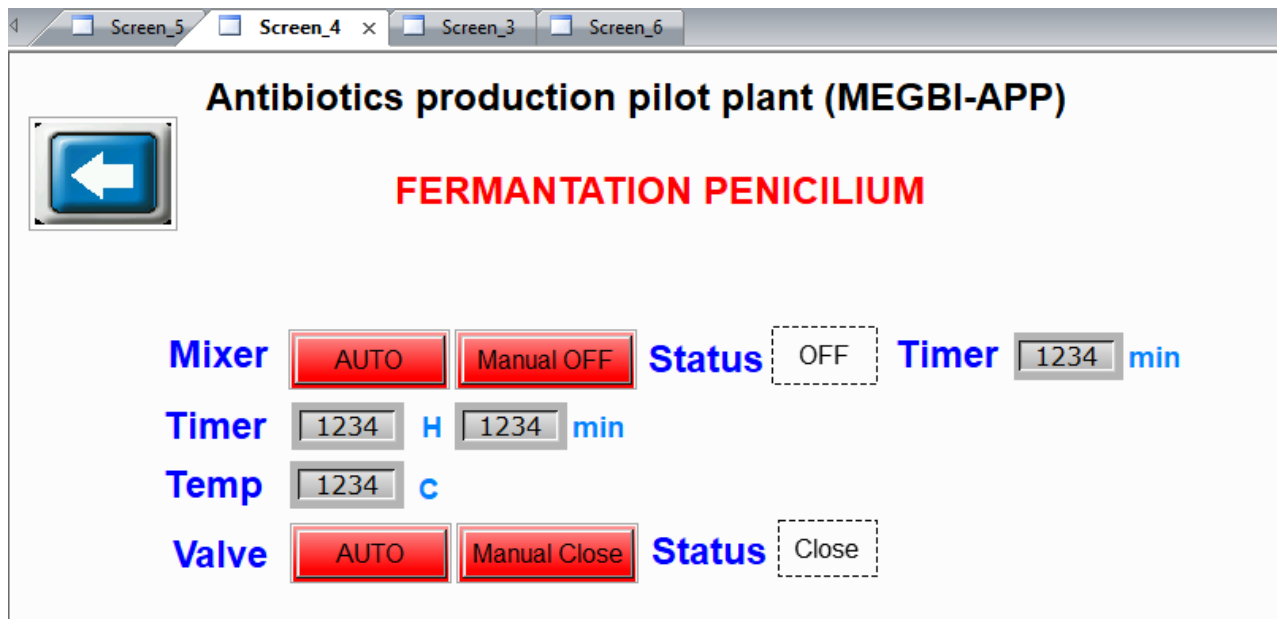 Screen_5 Screen_4 × Screen_3 Screen_6
Antibiotics production pilot plant (MEGBI-APP)
FERMANTATION PENICILIUM
Mixer AUTO Manual OFF Status OFF Timer 1234 min
Timer 1234 H 1234 min
Temp 1234 C
Valve AUTO Manual Close Status Close